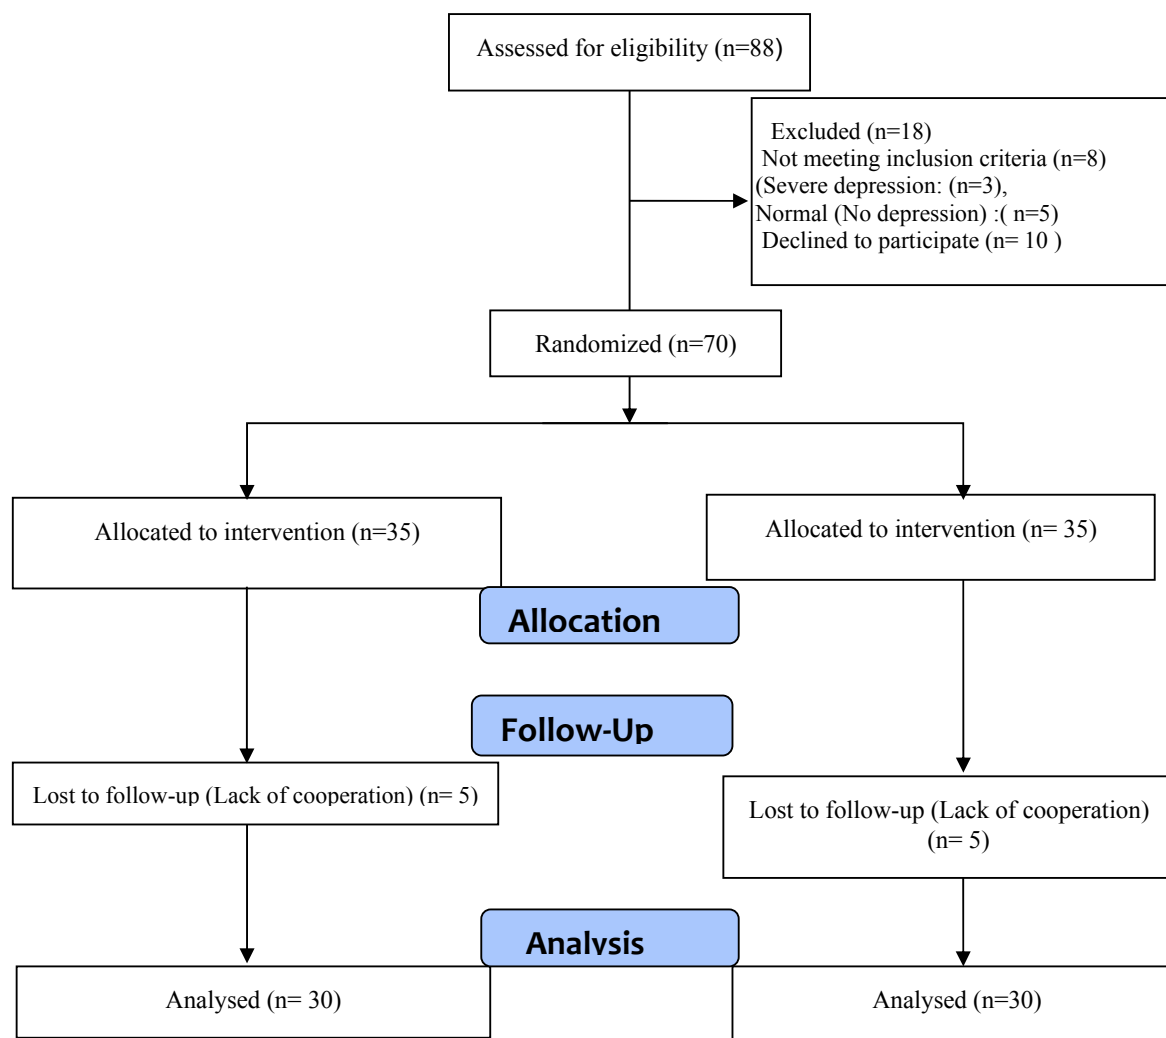 Assessed for eligibility (n=88)
Excluded (n=18)
Not meeting inclusion criteria (n=8)
(Severe depression: (n=3),
Normal (No depression) :( n=5)
Declined to participate (n= 10 )
Randomized (n=70)
Allocated to intervention (n=35)
Allocated to intervention (n= 35)
Allocation
Follow-Up
Lost to follow-up (Lack of cooperation) (n= 5)
Lost to follow-up (Lack of cooperation)
(n= 5)
Analysis
Analysed (n= 30)
Analysed (n=30)